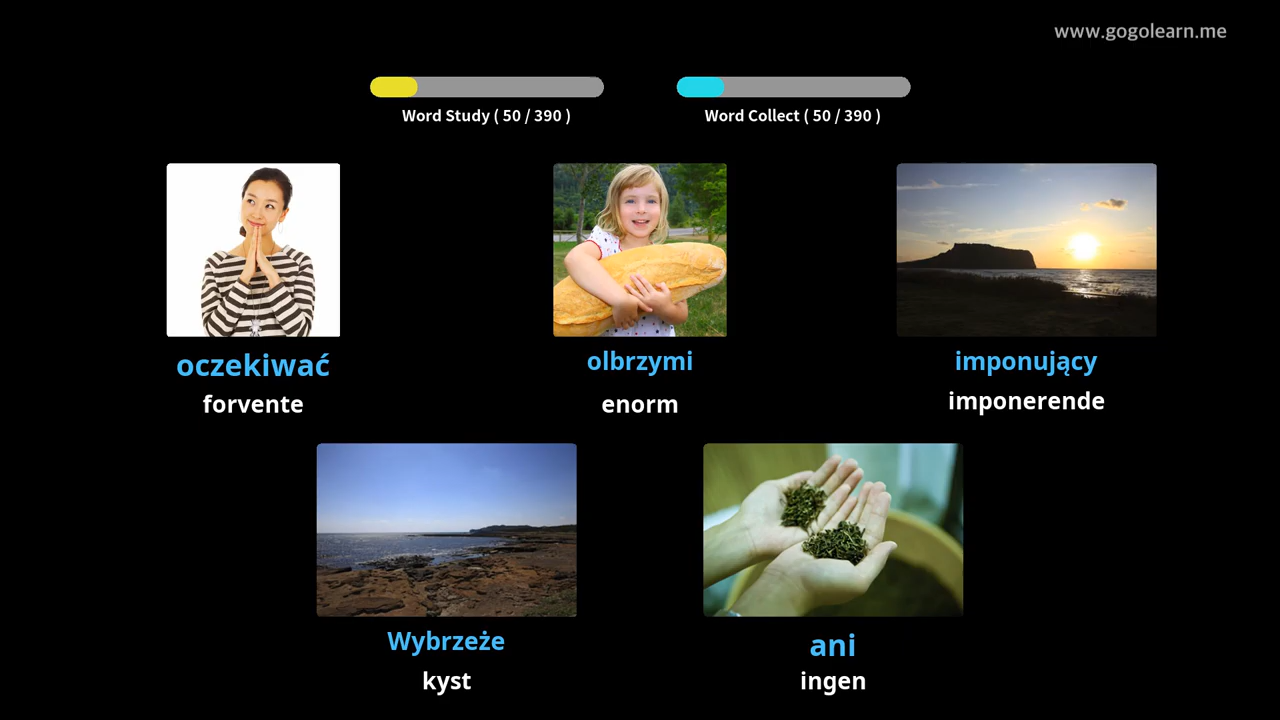 www.gogolearn.me
Word Study ( 50 / 390 )
Word Collect ( 50 / 390 )
oczekiwać
forvente
olbrzymi
enorm
imponujący
imponerende
Wybrzeże
kyst
ani
ingen